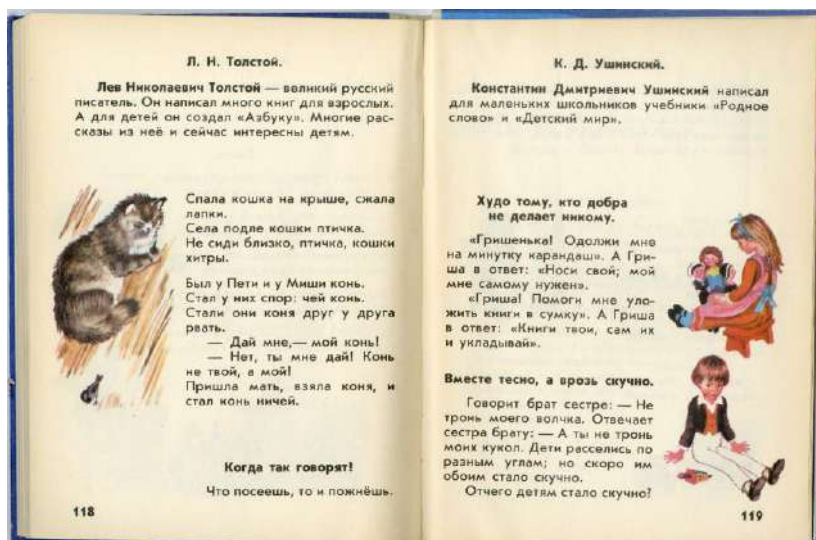 Л. Н. Толстой.
Лев Николаевич Толстой — великий русский
писатель. Он написал много книг для взрослых.
А для детей он создал «Азбуку». Многие рас-
сказы из неё и сейчас интересны детям.
Спала кошка на крыше, сжала
лапки.
Села подле кошки птичка.
Не сиди близко, птичка, кошки
хитры.
Был у Пети и у Миши конь.
Стал у них спор: чей конь.
Стали они коня друг у друга
рвать.
— Дай мне,— мой конь!
— Нет, ты мне дай! Конь
не твой, а мой!
Пришла мать, взяла коня, и
стал конь ничей.
Когда так говорят!
Что посеешь, то и пожнёшь.
118
К. Д. Ушинский.
Константин Дмитриевич Ушинский написал
для маленьких школьников учебники «Родное
слово» и «Детский мир».
Худо тому, кто добра
не делает никому.
«Гришенька! Одолжи мне
на минутку карандаш». А Гри-
ша в ответ: «Носи свой; мой
мне самому нужен».
«Гриша! Помоги мне уло-
жить книги в сумку». А Гриша
в ответ: «Книги твои, сам их
и укладывай».
Вместе тесно, а врозь скучно.
Говорит брат сестре: — Не
тронь моего волчка. Отвечает
сестра брату: — А ты не тронь
моих кукол. Дети расселись по
разным углам; но скоро им
обоим стало скучно.
Отчего детям стало скучно?
119